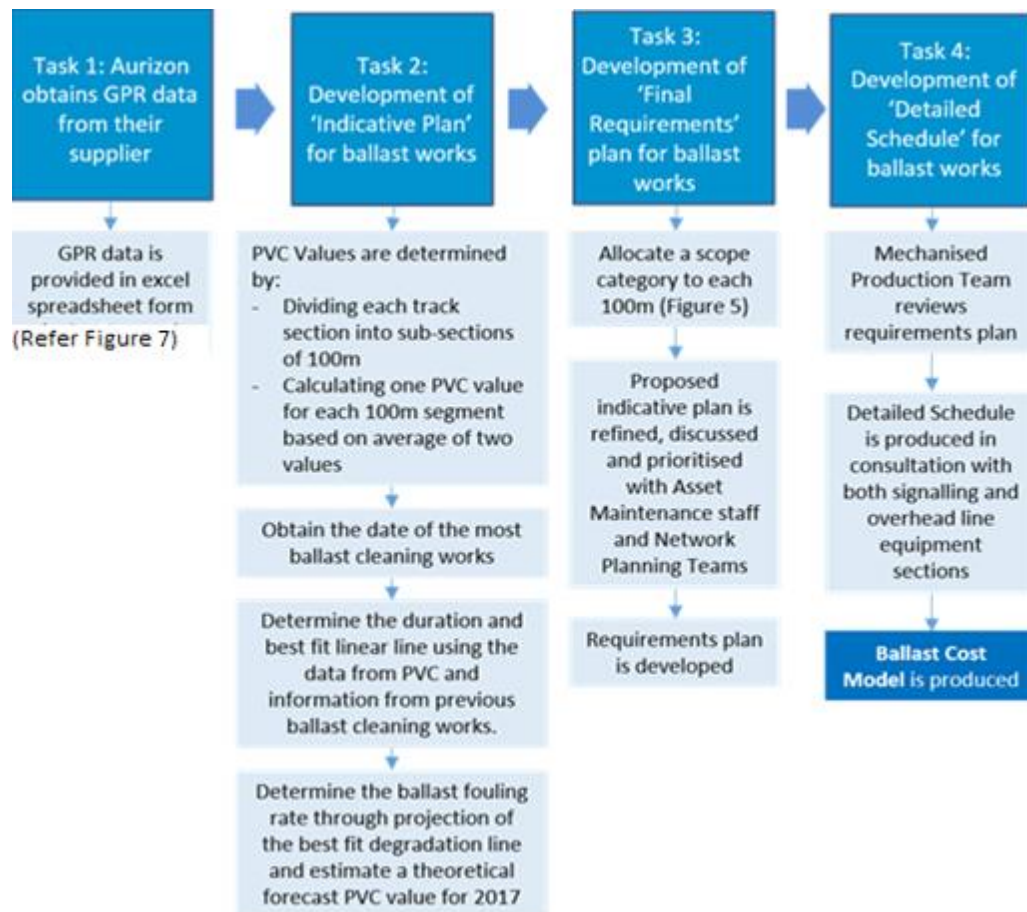 Task 1: Aurizon
obtains GPR data
from their
supplier
GPR data is
provided in excel
spreadsheet form
(Refer Figure 7)
Task 2:
Development of
‘Indicative Plan’
for ballast works
PVC Values are determined
by:
- Dividing each track
section into sub-sections
of 100m
- Calculating one PVC value
for each 100m segment
based on average of two
values
Obtain the date of the most
ballast cleaning works
Determine the duration and
best fit linear line using the
data from PVC and
information from previous
ballast cleaning works.
Determine the ballast fouling
rate through projection of
the best fit degradation line
and estimate a theoretical
forecast PVC value for 2017
Task 3:
Development of
‘Final
Requirements’
plan for ballast
works
Allocate a scope
category to each
100m (Figure 5)
Proposed
indicative plan is
refined, discussed
and prioritised
with Asset
Maintenance staff
and Network
Planning Teams
Requirements plan
is developed
Task 4:
Development of
‘Detailed
Schedule’ for
ballast works
Mechanised
Production Team
reviews
requirements plan
Detailed Schedule
is produced in
consultation with
both signalling and
overhead line
equipment
sections
Ballast Cost
Model is produced